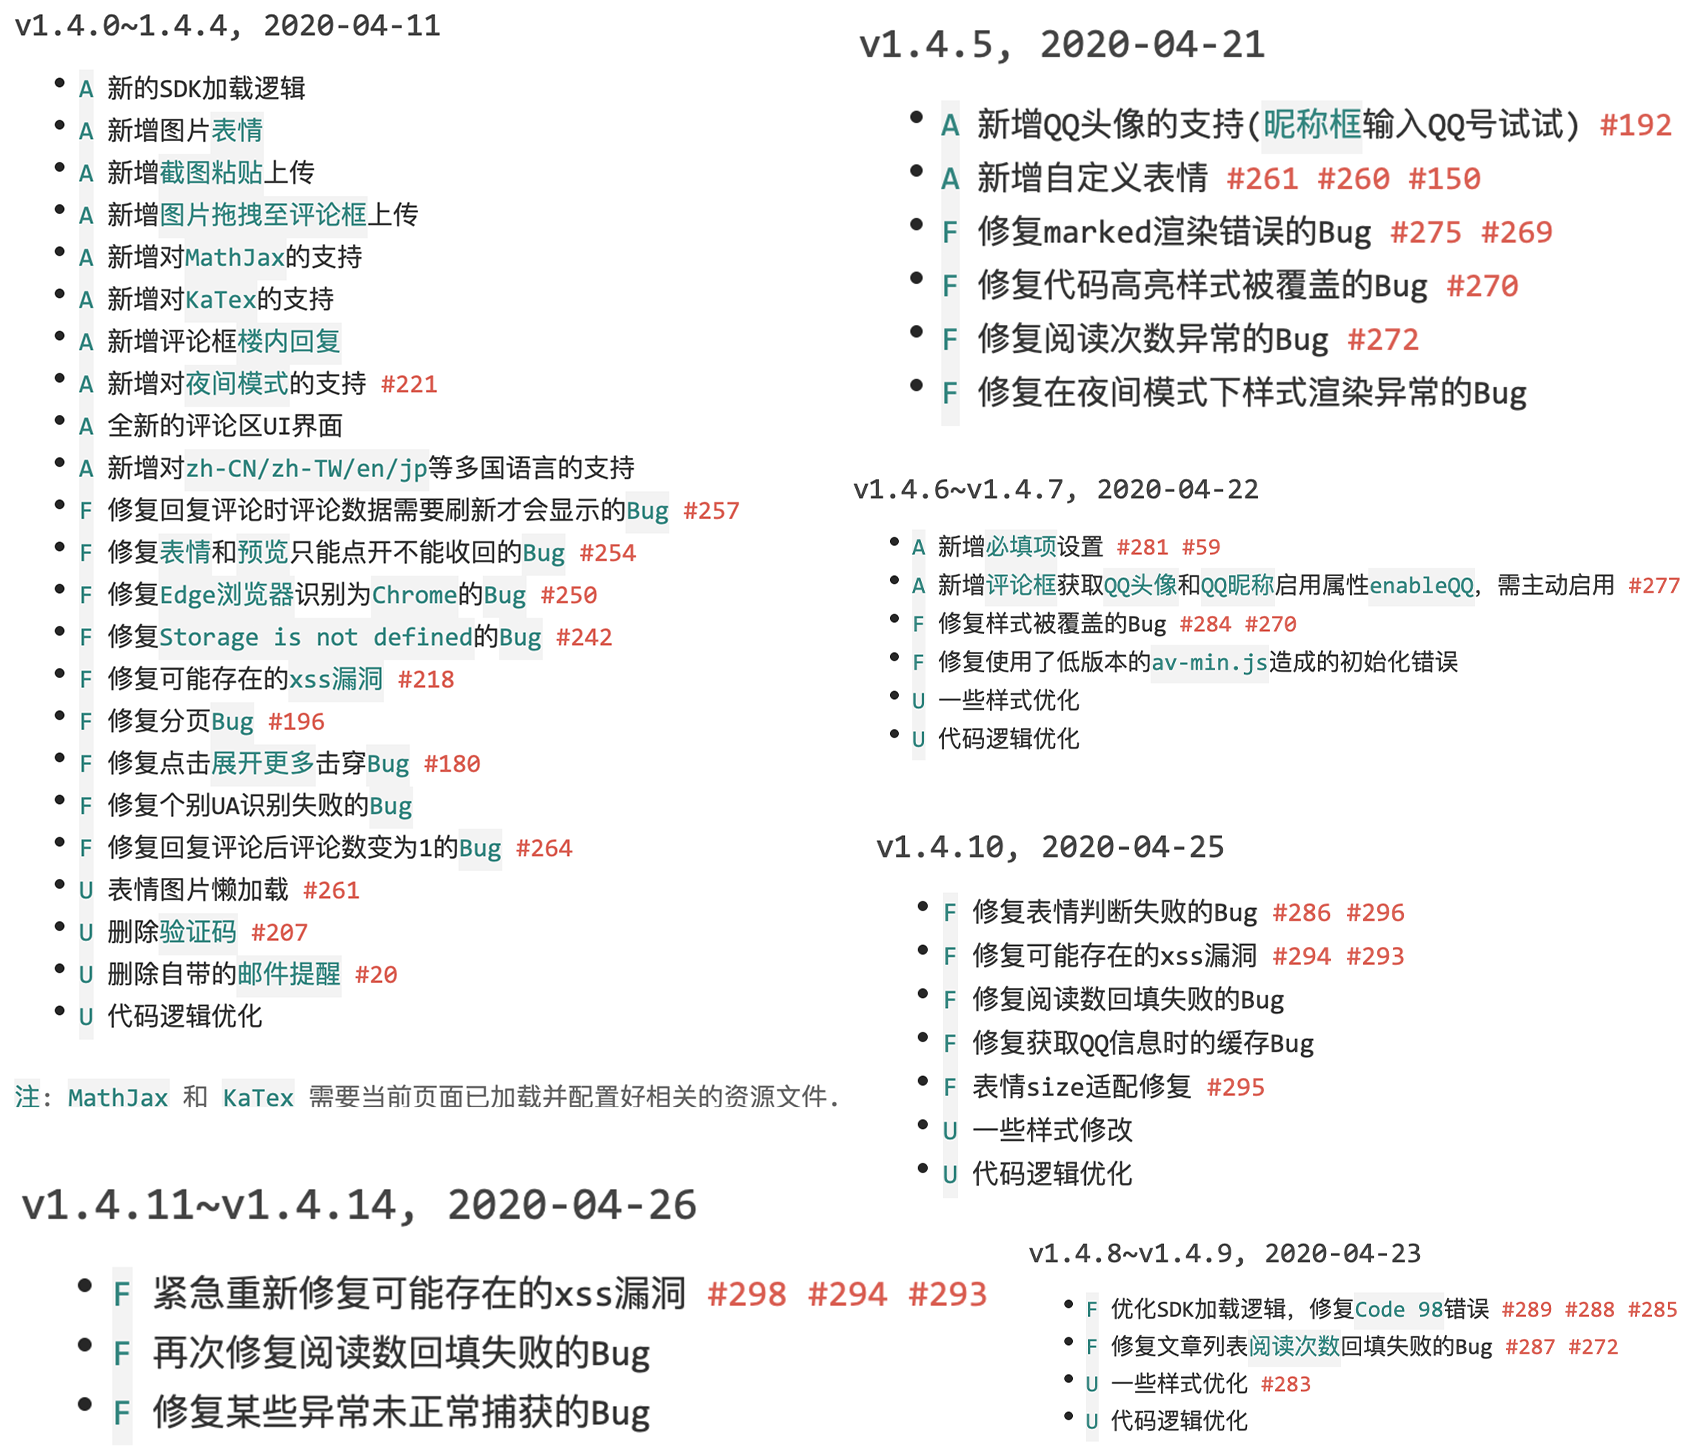 v1.4.0~1.4.4, 2020-04-11
A 新的SDK加载逻辑
A 新增图片表情
A 新增截图粘贴上传
A 新增图片拖拽至评论框上传
A 新增对MathJax的支持
A 新增对KaTex的支持
A 新增评论框楼内回复
A 新增对夜间模式的支持 #221
A 全新的评论区UI界面
A 新增对zh-CN/zh-TW/en/jp等多国语言的支持
F 修复回复评论时评论数据需要刷新才会显示的Bug #257
F 修复表情和预览只能点开不能收回的Bug #254
F 修复Edge浏览器识别为Chrome的Bug #250
F 修复Storage is not defined的Bug #242
F 修复可能存在的xss漏洞 #218
F 修复分页Bug #196
F 修复点击展开更多击穿Bug #180
F 修复个别UA识别失败的Bug
F 修复回复评论后评论数变为1的Bug #264
U 表情图片懒加载 #261
U 删除验证码 #207
U 删除自带的邮件提醒 #20
U 代码逻辑优化
注: MathJax 和 KaTex 需要当前页面已加载并配置好相关的资源文件.
v1.4.5, 2020-04-21
A 新增QQ头像的支持(昵称框输入QQ号试试) #192
A 新增自定义表情 #261 #260 #150
F 修复marked渲染错误的Bug #275 #269
F 修复代码高亮样式被覆盖的Bug #270
F 修复阅读次数异常的Bug #272
F 修复在夜间模式下样式渲染异常的Bug
v1.4.6~v1.4.7, 2020-04-22
A 新增必填项设置 #281 #59
A 新增评论框获取QQ头像和QQ昵称启用属性enableQQ，需主动启用 #277
F 修复样式被覆盖的Bug #284 #270
F 修复使用了低版本的av-min.js造成的初始化错误
U 一些样式优化
U 代码逻辑优化
v1.4.10, 2020-04-25
F 修复表情判断失败的Bug #286 #296
F 修复可能存在的xss漏洞 #294 #293
F 修复阅读数回填失败的Bug
F 修复获取QQ信息时的缓存Bug
F 表情size适配修复 #295
U 一些样式修改
U 代码逻辑优化
v1.4.11~v1.4.14, 2020-04-26
F 紧急重新修复可能存在的xss漏洞 #298 #294 #293
F 再次修复阅读数回填失败的Bug
F 修复某些异常未正常捕获的Bug
v1.4.8~v1.4.9, 2020-04-23
F 优化SDK加载逻辑，修复Code 98错误 #289 #288 #285
F 修复文章列表阅读次数回填失败的Bug #287 #272
U 一些样式优化 #283
U 代码逻辑优化